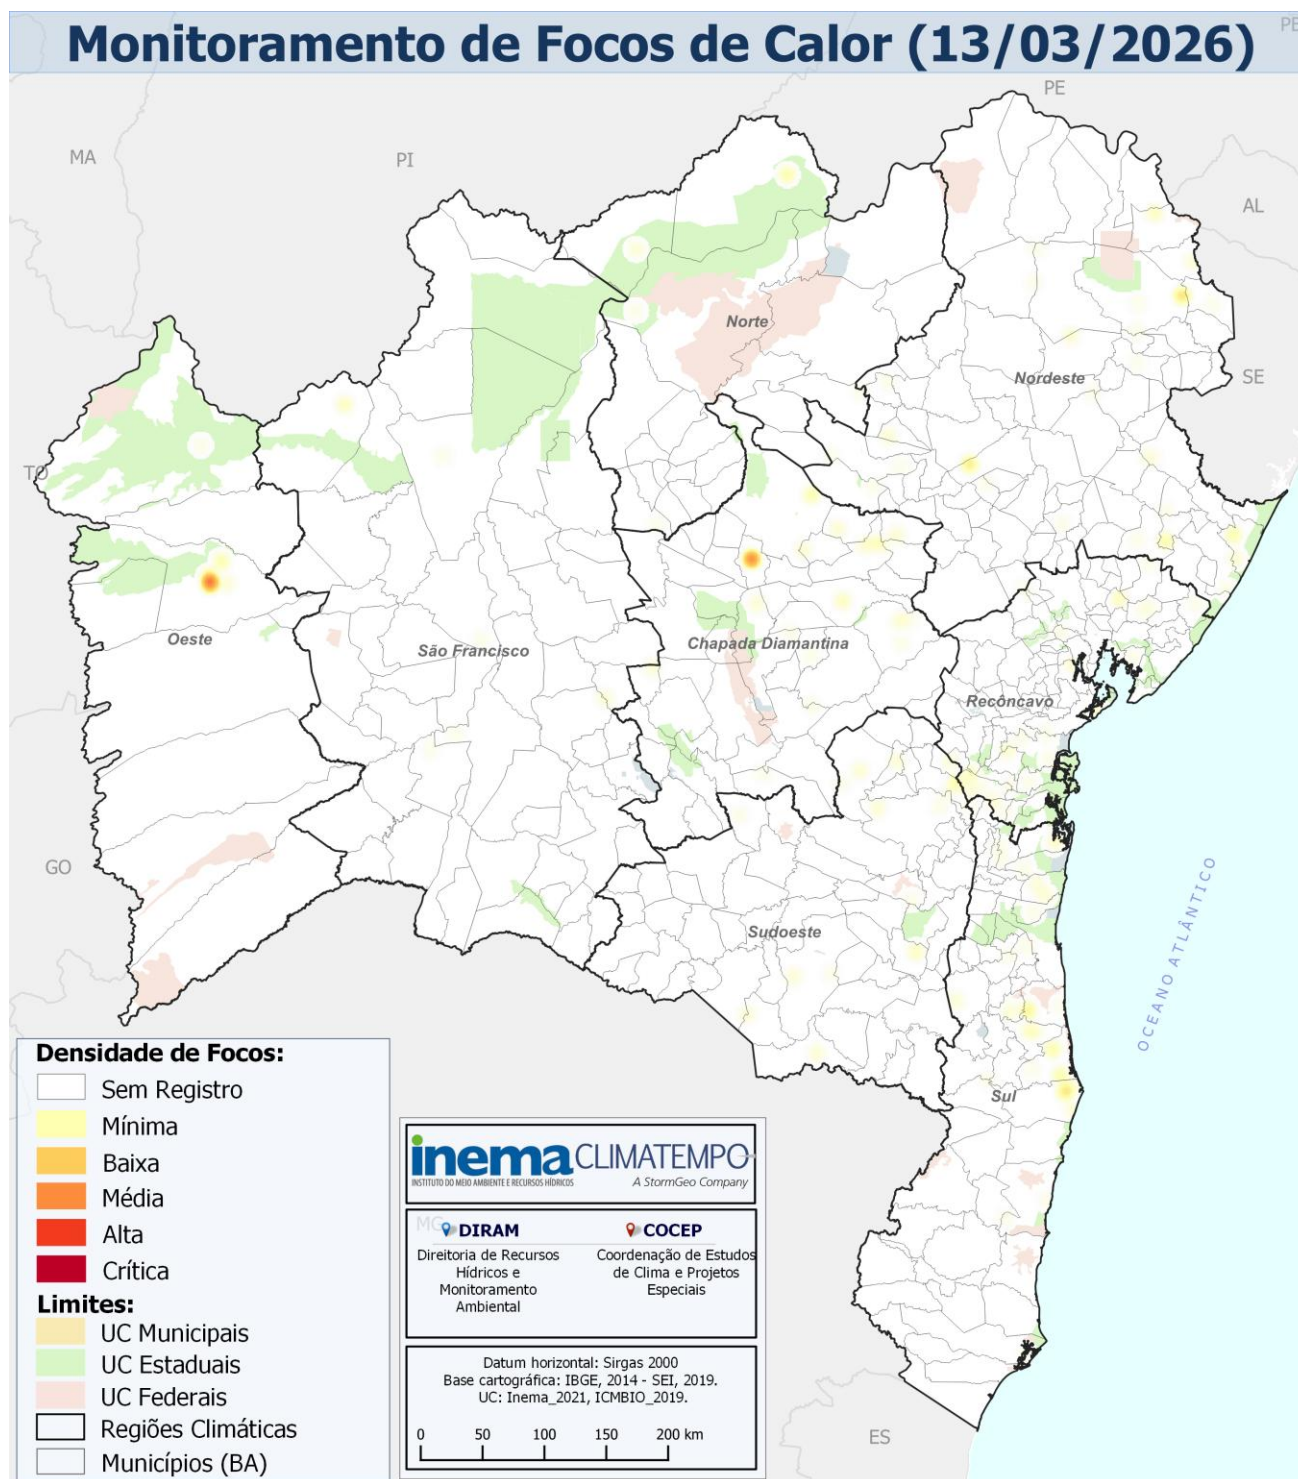 Monitoramento de Focos de Calor (13/03/2026)
PE
PE
MA
PI
AL
Norte
Nordeste
SE
TO
Oeste
São Francisco
Chapada Diamantina
Recôncavo
GO
Sudoeste
OCEANO ATLÂNTICO
Sul
Densidade de Focos:
Sem Registro
Mínima
Baixa
Média
Alta
Crítica
Limites:
UC Municipais
UC Estaduais
UC Federais
Regiões Climáticas
Municípios (BA)
inema CLIMATEMPO
INSTITUTO DO MEIO AMBIENTE E RECURSOS HÍDRICOS
A StormGeo Company
MG
DIRAM
Direitoria de Recursos
Hídricos e
Monitoramento
Ambiental
COCEP
Coordenação de Estudos
de Clima e Projetos
Especiais
Datum horizontal: Sirgas 2000
Base cartográfica: IBGE, 2014 - SEI, 2019.
UC: Inema_2021, ICMBIO_2019.
0 50 100 150 200 km
ES